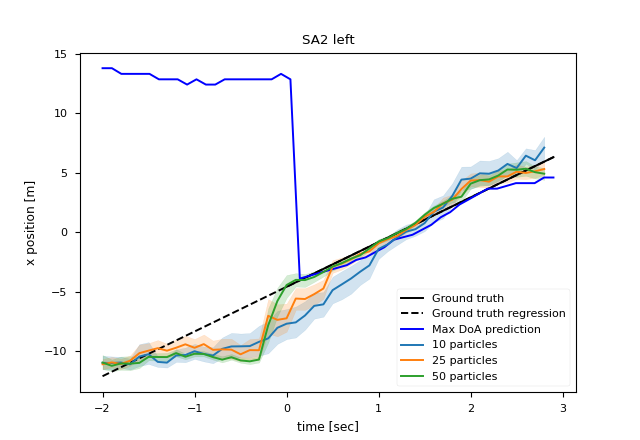 SA2 left
15
10
5
0
−5
−10
x position [m]
−2
−1
0
1
2
3
time [sec]
Ground truth
Ground truth regression
Max DoA prediction
10 particles
25 particles
50 particles